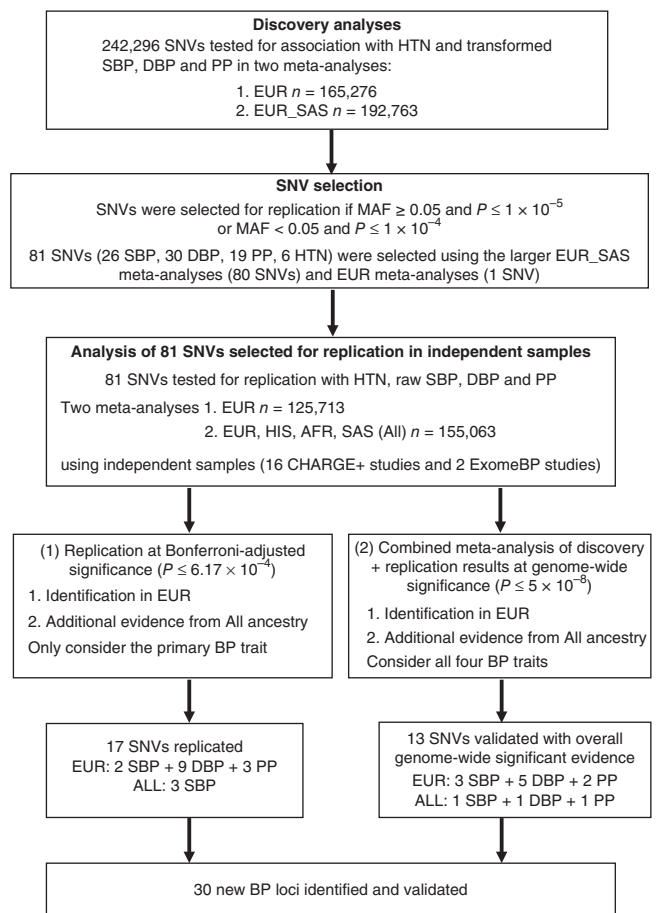 Discovery analyses
242,296 SNVs tested for association with HTN and transformed
SBP, DBP and PP in two meta-analyses:
1. EUR n = 165,276
2. EUR_SAS n = 192,763
SNV selection
SNVs were selected for replication if MAF ≥ 0.05 and P ≤ 1 × 10⁻⁵
or MAF < 0.05 and P ≤ 1 × 10⁻⁴
81 SNVs (26 SBP, 30 DBP, 19 PP, 6 HTN) were selected using the larger EUR_SAS
meta-analyses (80 SNVs) and EUR meta-analyses (1 SNV)
Analysis of 81 SNVs selected for replication in independent samples
81 SNVs tested for replication with HTN, raw SBP, DBP and PP
Two meta-analyses 1. EUR n = 125,713
2. EUR, HIS, AFR, SAS (All) n = 155,063
using independent samples (16 CHARGE+ studies and 2 ExomeBP studies)
(1) Replication at Bonferroni-adjusted
significance (P ≤ 6.17 × 10⁻⁴)
1. Identification in EUR
2. Additional evidence from All ancestry
Only consider the primary BP trait
(2) Combined meta-analysis of discovery
+ replication results at genome-wide
significance (P ≤ 5 × 10⁻⁸)
1. Identification in EUR
2. Additional evidence from All ancestry
Consider all four BP traits
17 SNVs replicated
EUR: 2 SBP + 9 DBP + 3 PP
ALL: 3 SBP
13 SNVs validated with overall
genome-wide significant evidence
EUR: 3 SBP + 5 DBP + 2 PP
ALL: 1 SBP + 1 DBP + 1 PP
30 new BP loci identified and validated